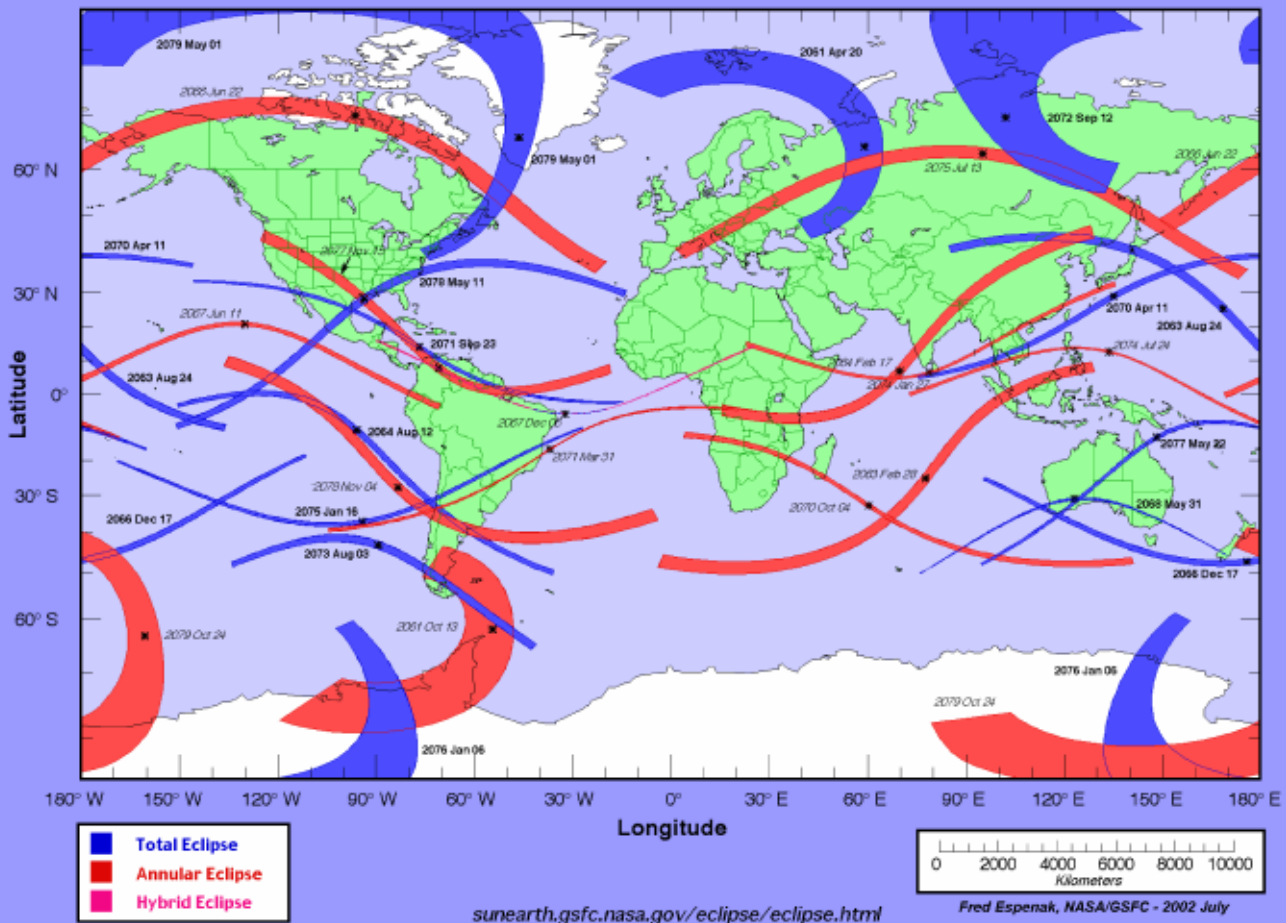 2079 May 01
2061 Apr 20
2066 Jun 22
2072 Sep 12
2079 May 01
2075 Jul 13
2066 Jun 22
60° N
2070 Apr 11
2077 Nov 15
2078 May 11
30° N
2070 Apr 11
2067 Jun 11
2063 Aug 24
2071 Sep 23
2074 Jul 24
64 Feb 17
2074 Jan 27
2063 Aug 24
0°
2067 Dec 06
2064 Aug 12
2077 May 22
2071 Mar 31
2063 Feb 28
2078 Nov 04
30° S
2070 Oct 04
2068 May 31
2075 Jan 16
2066 Dec 17
2073 Aug 03
2066 Dec 17
60° S
2061 Oct 13
2079 Oct 24
2076 Jan 06
2079 Oct 24
2076 Jan 06
Latitude
180° W 150° W 120° W 90° W 60° W 30° W 0° 30° E 60° E 90° E 120° E 150° E 180° E
Longitude
Total Eclipse
Annular Eclipse
Hybrid Eclipse
0 2000 4000 6000 8000 10000
Kilometers
sunearth.gsfc.nasa.gov/eclipse/eclipse.html
Fred Espenak, NASA/GSFC - 2002 July